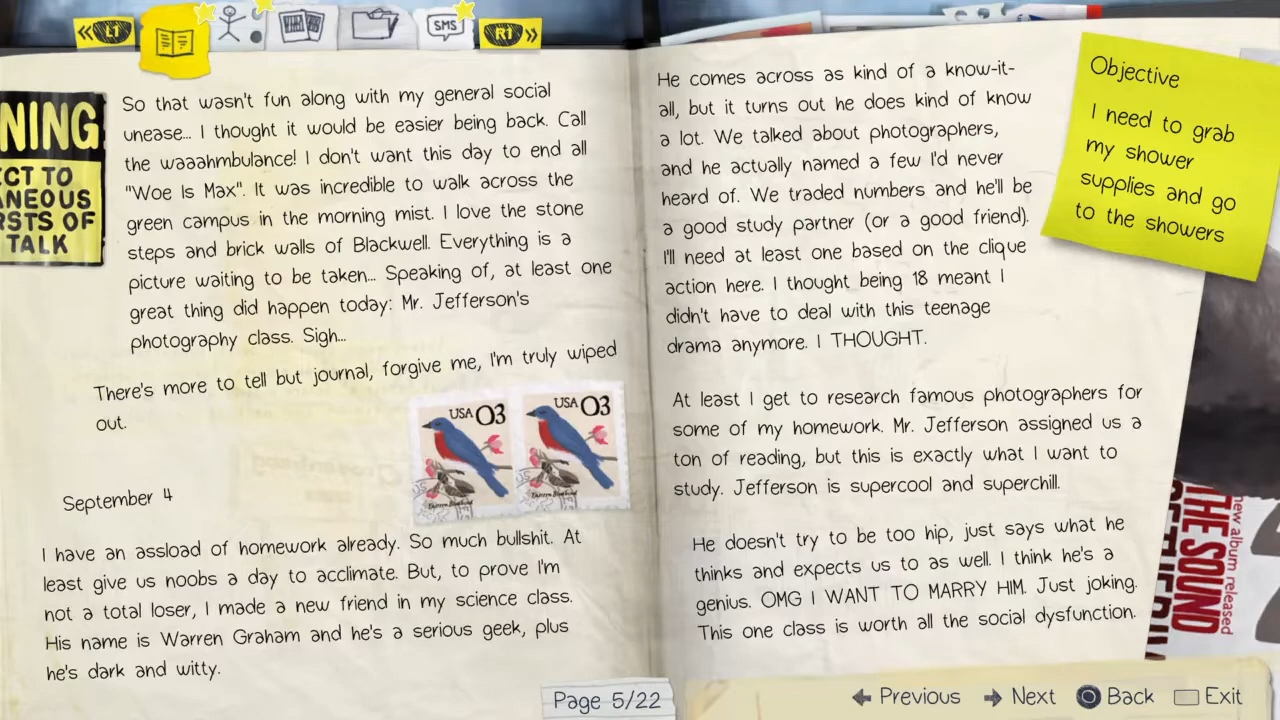 L1
SMS
R1
NING
CT TO
ANEOUS
RSTS OF
TALK
So that wasn't fun along with my general social
unease... I thought it would be easier being back. Call
the waaahmbulance! I don't want this day to end all
"Woe Is Max". It was incredible to walk across the
green campus in the morning mist. I love the stone
steps and brick walls of Blackwell. Everything is a
picture waiting to be taken... Speaking of, at least one
great thing did happen today: Mr. Jefferson's
photography class. Sigh...
There's more to tell but journal, forgive me, I'm truly wiped
out.
USA 03
USA 03
Eastern Bluebird
Eastern Bluebird
September 4
I have an assload of homework already. So much bullshit. At
least give us noobs a day to acclimate. But, to prove I'm
not a total loser, I made a new friend in my science class.
His name is Warren Graham and he's a serious geek, plus
he's dark and witty.
He comes across as kind of a know-it-
all, but it turns out he does kind of know
a lot. We talked about photographers,
and he actually named a few I'd never
heard of. We traded numbers and he'll be
a good study partner (or a good friend).
I'll need at least one based on the clique
action here. I thought being 18 meant I
didn't have to deal with this teenage
drama anymore. I THOUGHT.
At least I get to research famous photographers for
some of my homework. Mr. Jefferson assigned us a
ton of reading, but this is exactly what I want to
study. Jefferson is supercool and superchill.
He doesn't try to be too hip, just says what he
thinks and expects us to as well. I think he's a
genius. OMG I WANT TO MARRY HIM. Just joking.
This one class is worth all the social dysfunction.
Objective
I need to grab
my shower
supplies and go
to the showers
new album released
THE SOUND
Page 5/22
Previous
Next
Back
Exit